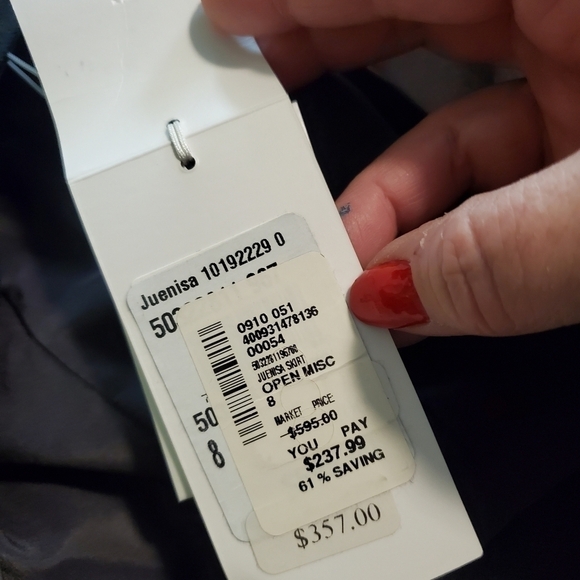 Juenisa 10192229 0
50
0910 051
400931478136
00054
JUENISA SKIRT
OPEN MISC
8
50
8
MARKET PRICE
$595.00
YOU PAY
$237.99
61 % SAVING
$357.00